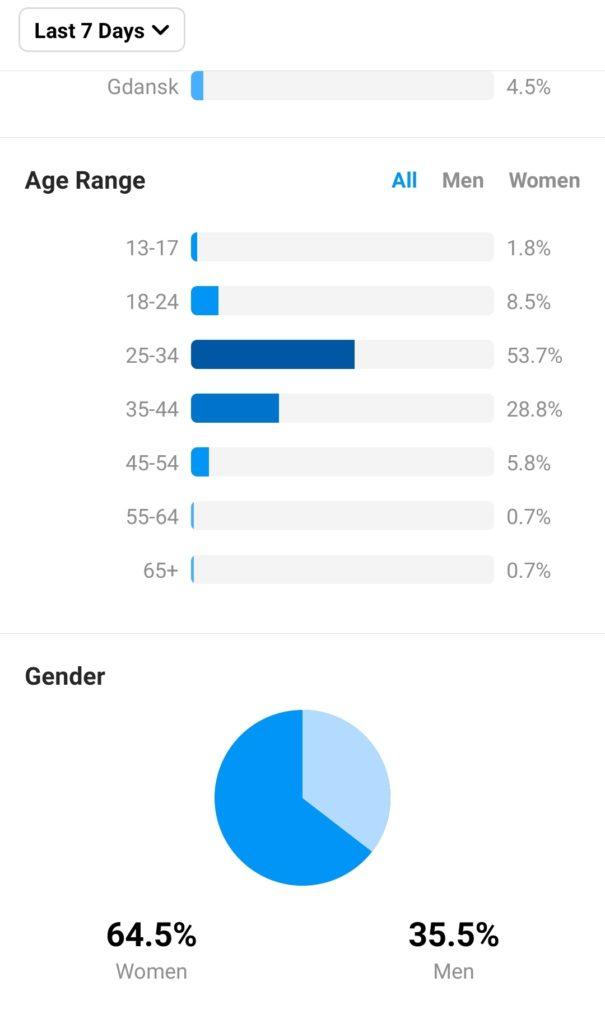 Last 7 Days
Gdansk 4.5%
Age Range All Men Women
13-17 1.8%
18-24 8.5%
25-34 53.7%
35-44 28.8%
45-54 5.8%
55-64 0.7%
65+ 0.7%
Gender
64.5% 35.5%
Women Men